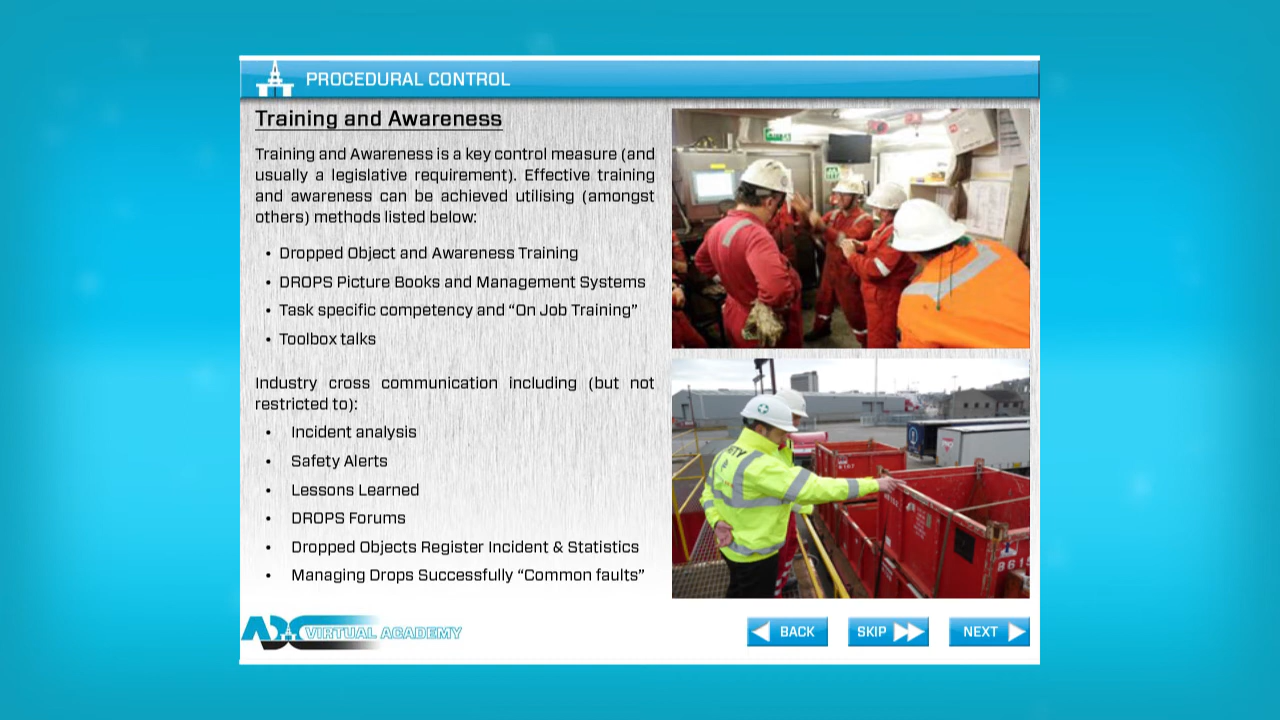 PROCEDURAL CONTROL
Training and Awareness
Training and Awareness is a key control measure (and
usually a legislative requirement). Effective training
and awareness can be achieved utilising (amongst
others) methods listed below:
• Dropped Object and Awareness Training
• DROPS Picture Books and Management Systems
• Task specific competency and “On Job Training”
• Toolbox talks
Industry cross communication including (but not
restricted to):
• Incident analysis
• Safety Alerts
• Lessons Learned
• DROPS Forums
• Dropped Objects Register Incident & Statistics
• Managing Drops Successfully “Common faults”
ADC VIRTUAL ACADEMY
BACK
SKIP
NEXT